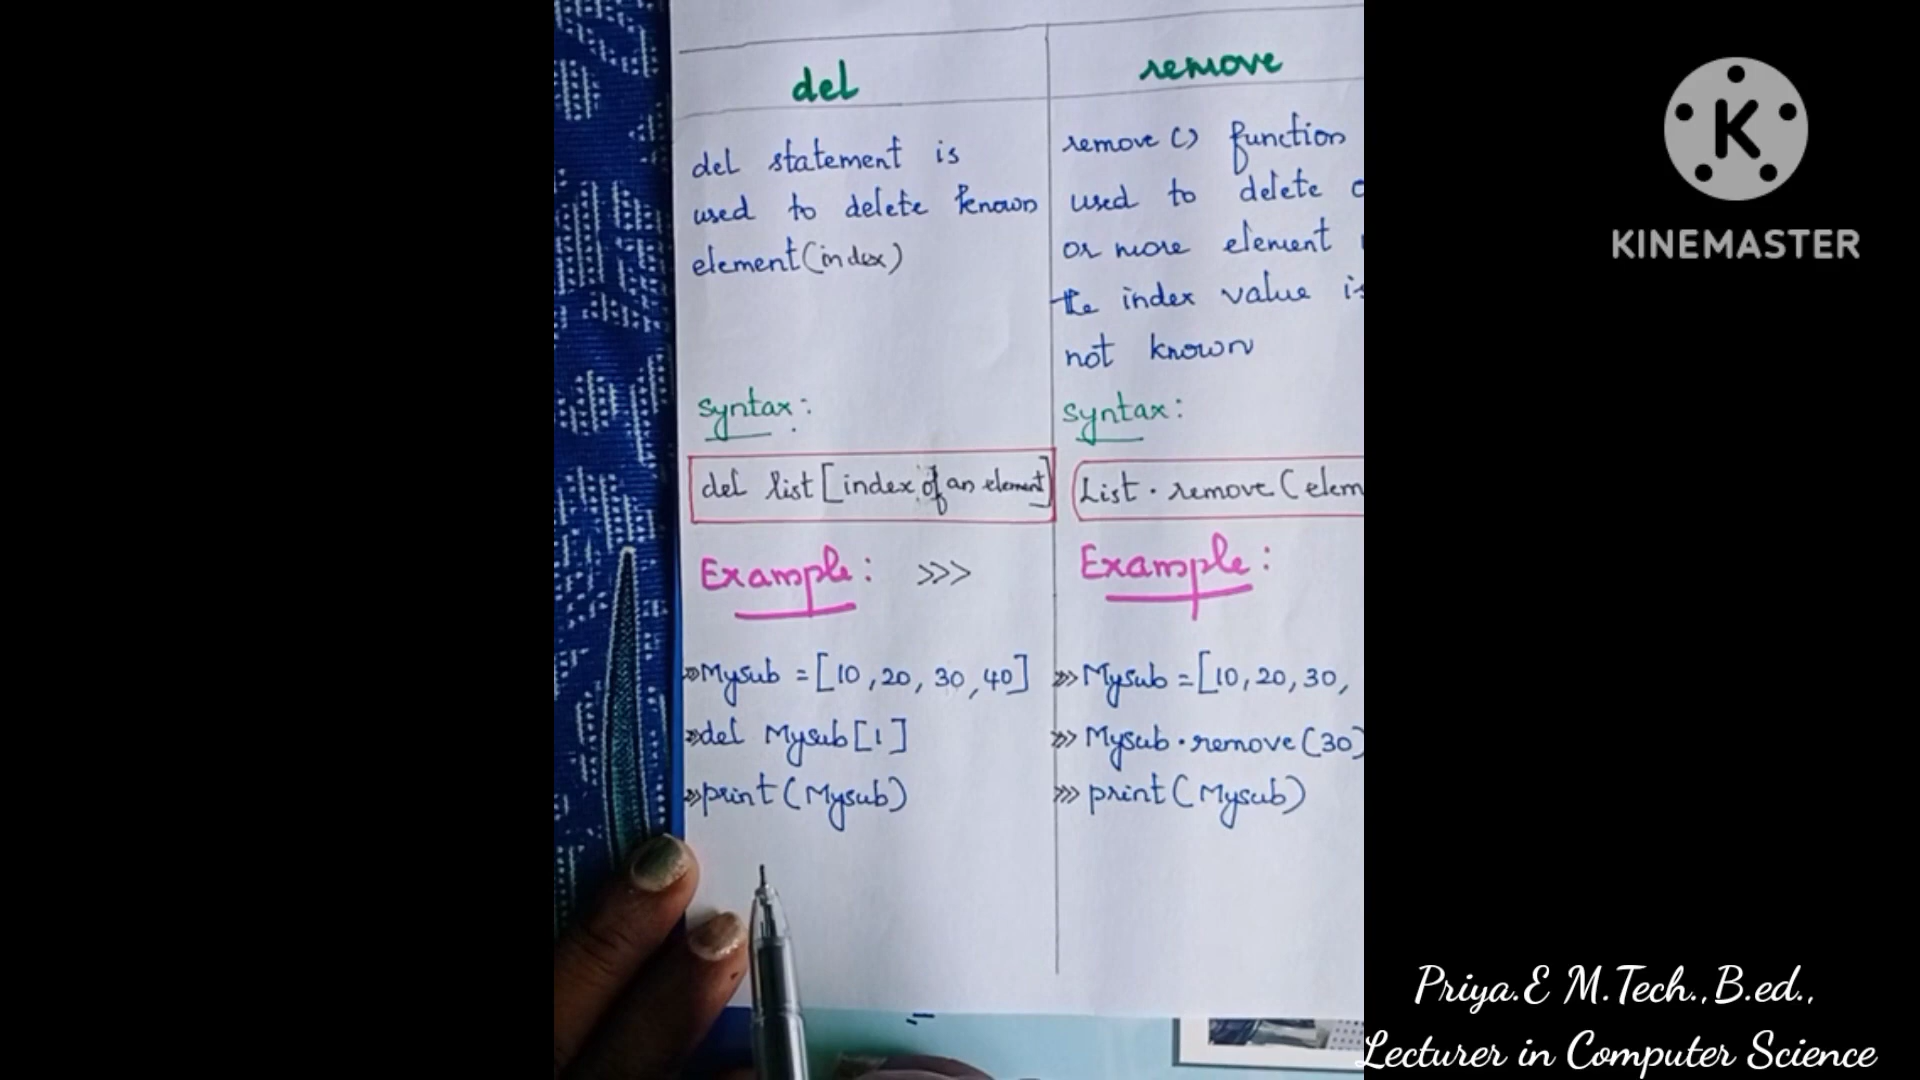 del
del statement is
used to delete known
element(index)
syntax:
del list[index of an element]
Example: >>>
>>Mysub = [10, 20, 30, 40]
>>del Mysub[1]
>>print(Mysub)
remove
remove() function
used to delete
or more element
the index value is
not known
syntax:
List.remove(elem
Example:
>>> Mysub = [10, 20, 30,
>>> Mysub.remove(30)
>>> print(Mysub)
K
KINEMASTER
Priya.E M.Tech.,B.ed.,
Lecturer in Computer Science